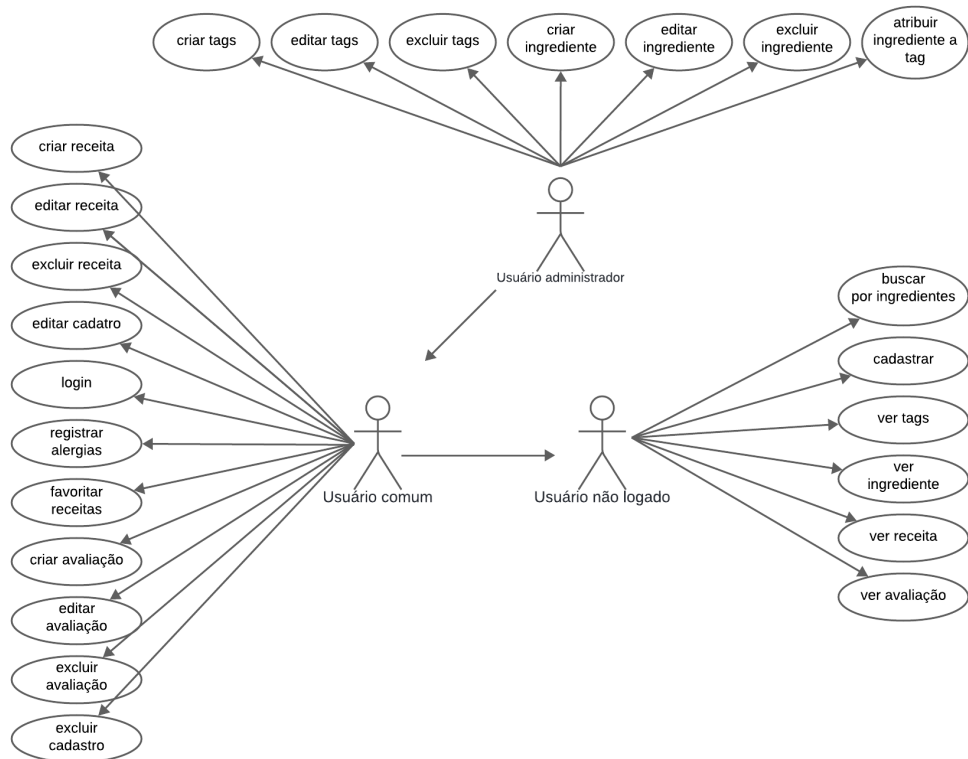 criar tags
editar tags
excluir tags
criar
ingrediente
editar
ingrediente
excluir
ingrediente
atribuir
ingrediente a
tag
Usuário administrador
criar receita
editar receita
excluir receita
editar cadatro
login
registrar
alergias
favoritar
receitas
criar avaliação
editar
avaliação
excluir
avaliação
excluir
cadastro
Usuário comum
Usuário não logado
buscar
por ingredientes
cadastrar
ver tags
ver
ingrediente
ver receita
ver avaliação